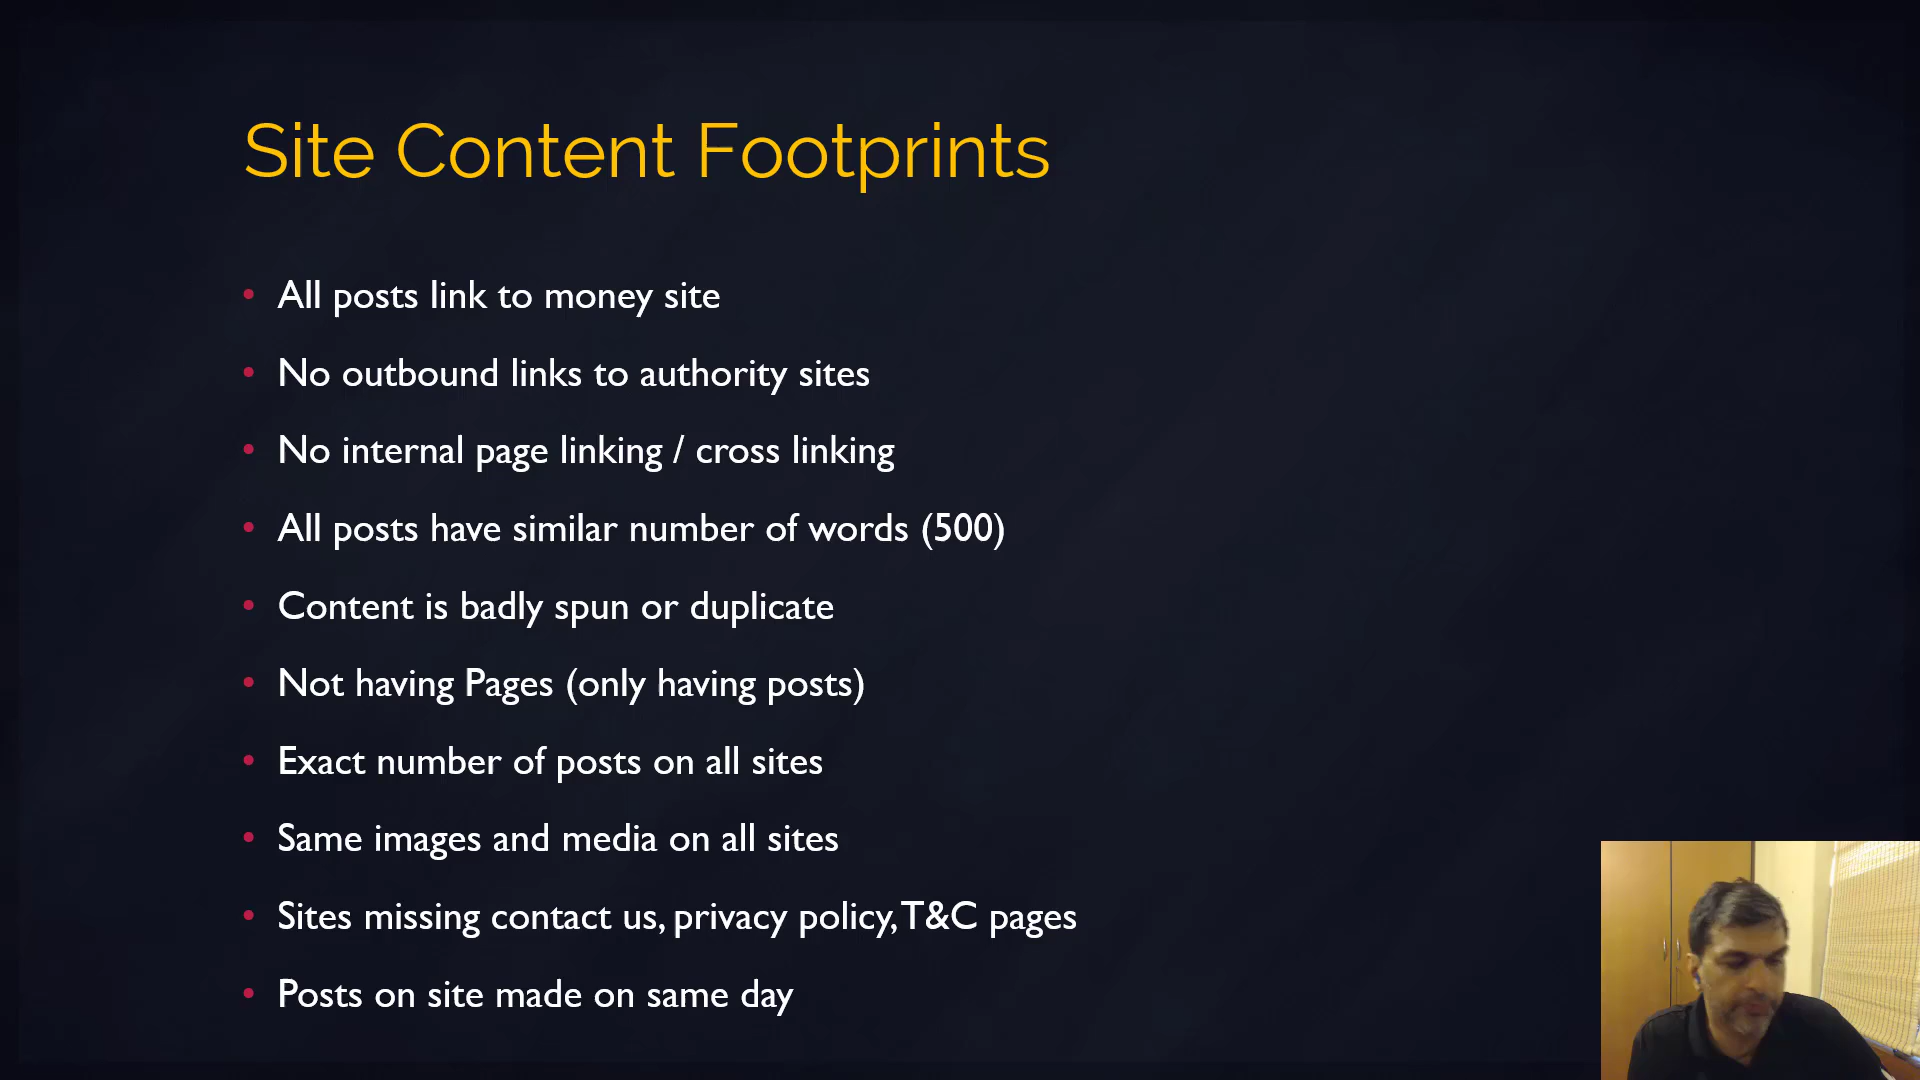 Site Content Footprints
• All posts link to money site
• No outbound links to authority sites
• No internal page linking / cross linking
• All posts have similar number of words (500)
• Content is badly spun or duplicate
• Not having Pages (only having posts)
• Exact number of posts on all sites
• Same images and media on all sites
• Sites missing contact us, privacy policy, T&C pages
• Posts on site made on same day